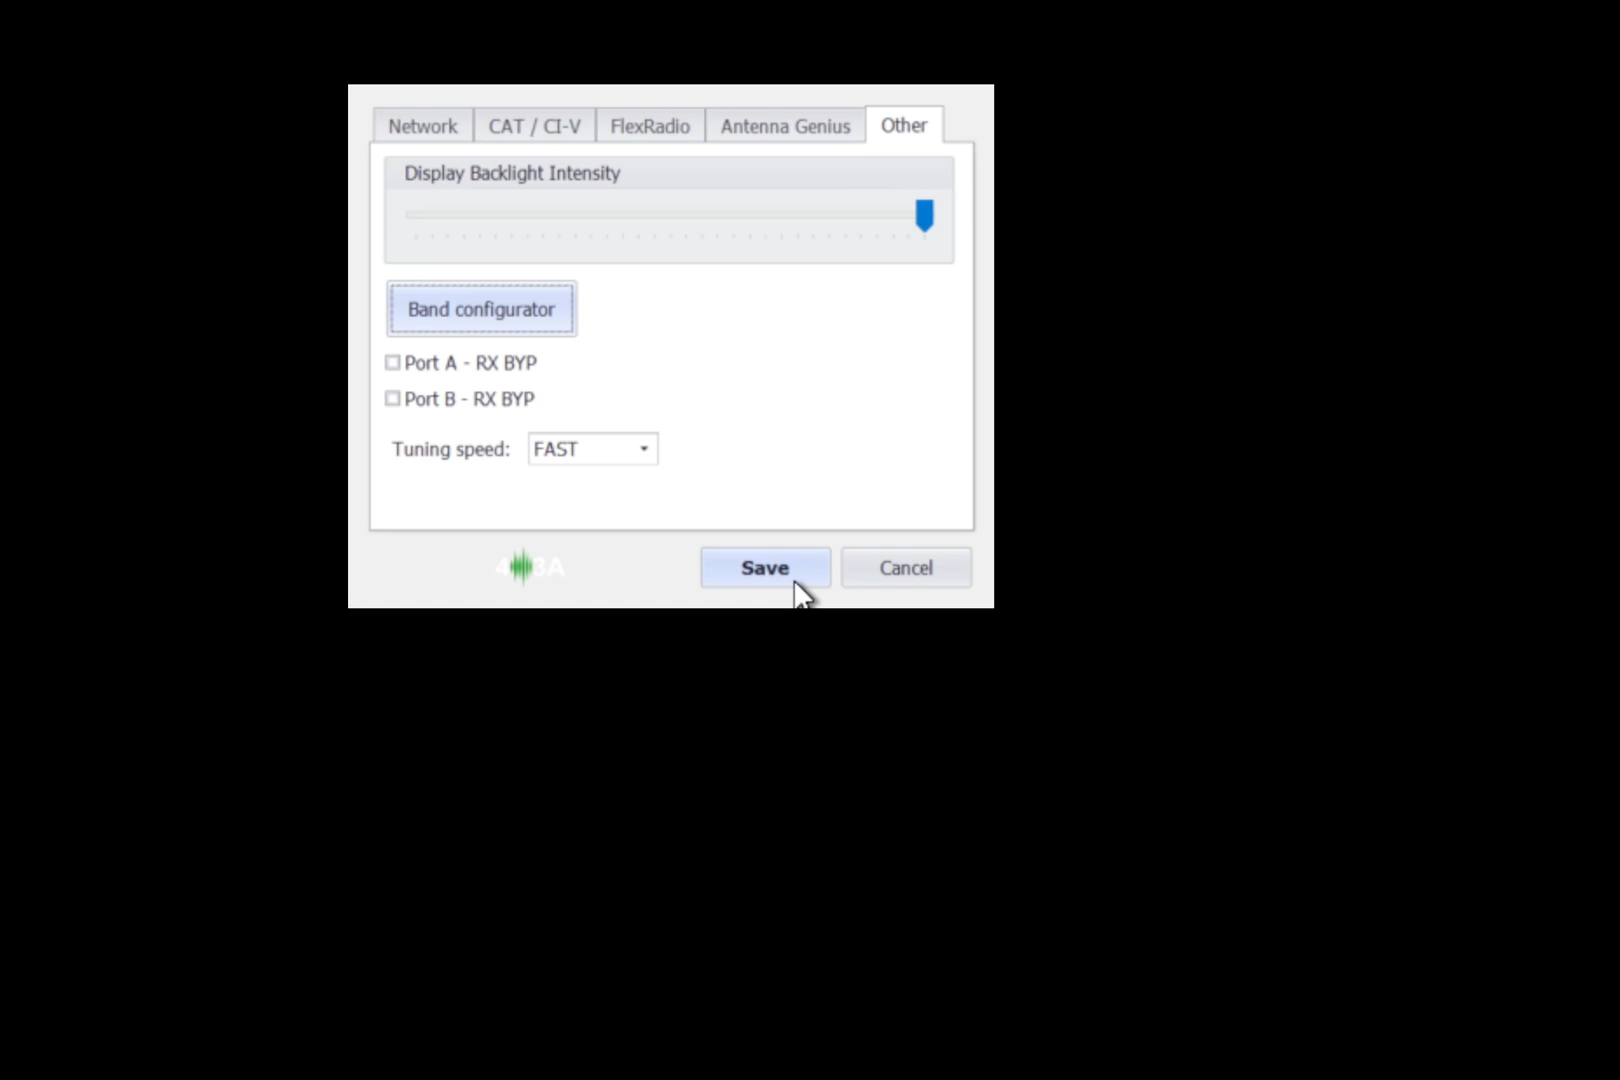 Network CAT / CI-V FlexRadio Antenna Genius Other
Display Backlight Intensity
Band configurator
Port A - RX BYP
Port B - RX BYP
Tuning speed: FAST
Save Cancel